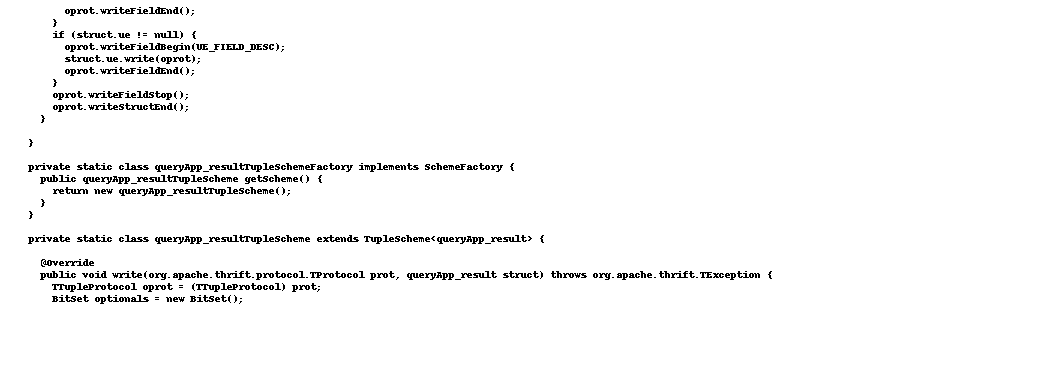 oprot.writeFieldEnd();
}
if (struct.ue != null) {
oprot.writeFieldBegin(UE_FIELD_DESC);
struct.ue.write(oprot);
oprot.writeFieldEnd();
}
oprot.writeFieldStop();
oprot.writeStructEnd();
}
}
private static class queryApp_resultTupleSchemeFactory implements SchemeFactory {
public queryApp_resultTupleScheme getScheme() {
return new queryApp_resultTupleScheme();
}
}
private static class queryApp_resultTupleScheme extends TupleScheme<queryApp_result> {
@Override
public void write(org.apache.thrift.protocol.TProtocol prot, queryApp_result struct) throws org.apache.thrift.TException {
TTupleProtocol oprot = (TTupleProtocol) prot;
BitSet optionals = new BitSet();